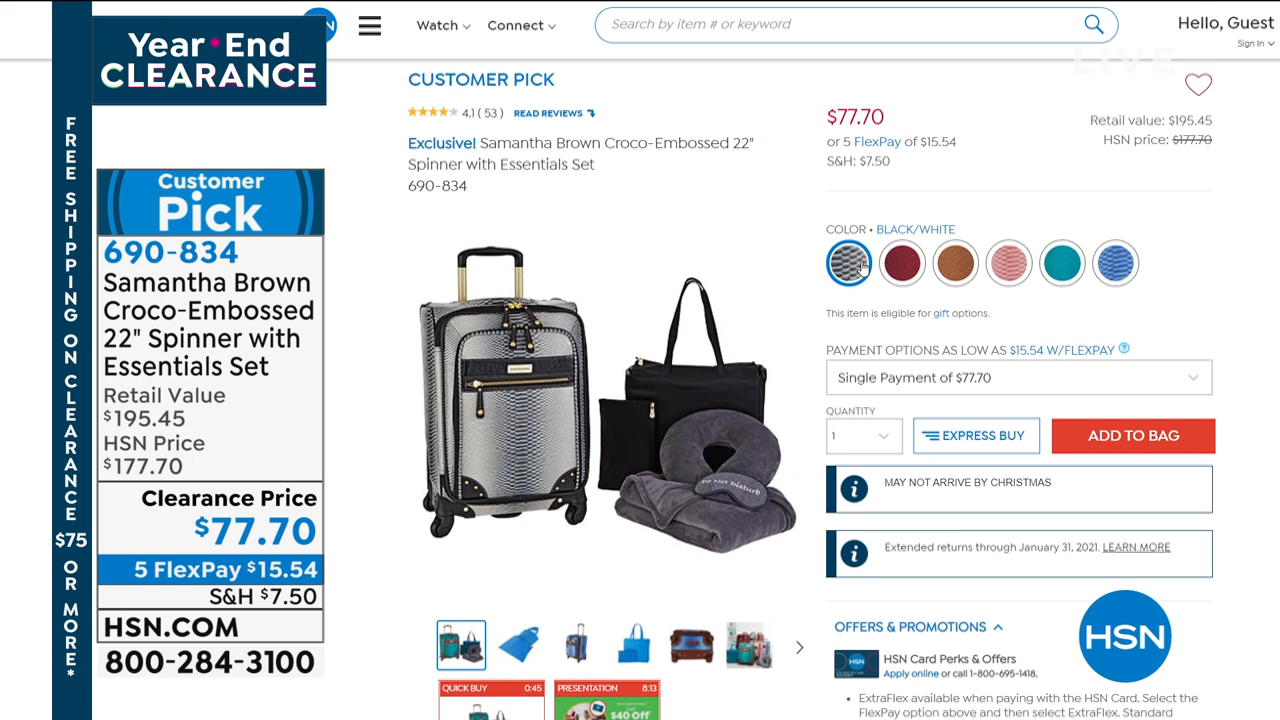 Year • End
CLEARANCE
FREE SHIPPING ON CLEARANCE $75 OR MORE*
Customer
Pick
690-834
Samantha Brown
Croco-Embossed
22" Spinner with
Essentials Set
Retail Value
$195.45
HSN Price
$177.70
Clearance Price
$77.70
5 FlexPay $15.54
S&H $7.50
HSN.COM
800-284-3100
Watch
Connect
Search by item # or keyword
Hello, Guest
Sign In
LIVE
CUSTOMER PICK
4.1 ( 53 ) READ REVIEWS
Exclusive! Samantha Brown Croco-Embossed 22"
Spinner with Essentials Set
690-834
DO NOT DISTURB
QUICK BUY 0:45
PRESENTATION 8:13
$40 Off
$77.70
or 5 FlexPay of $15.54
S&H: $7.50
Retail value: $195.45
HSN price: $177.70
COLOR • BLACK/WHITE
This item is eligible for gift options.
PAYMENT OPTIONS AS LOW AS $15.54 W/FLEXPAY ?
Single Payment of $77.70
QUANTITY
1
EXPRESS BUY
ADD TO BAG
i MAY NOT ARRIVE BY CHRISTMAS
i Extended returns through January 31, 2021. LEARN MORE
OFFERS & PROMOTIONS
HSN
HSN
HSN Card Perks & Offers
Apply online or call 1-800-695-1418.
• ExtraFlex available when paying with the HSN Card. Select the
FlexPay option above and then select ExtraFlex. Standard